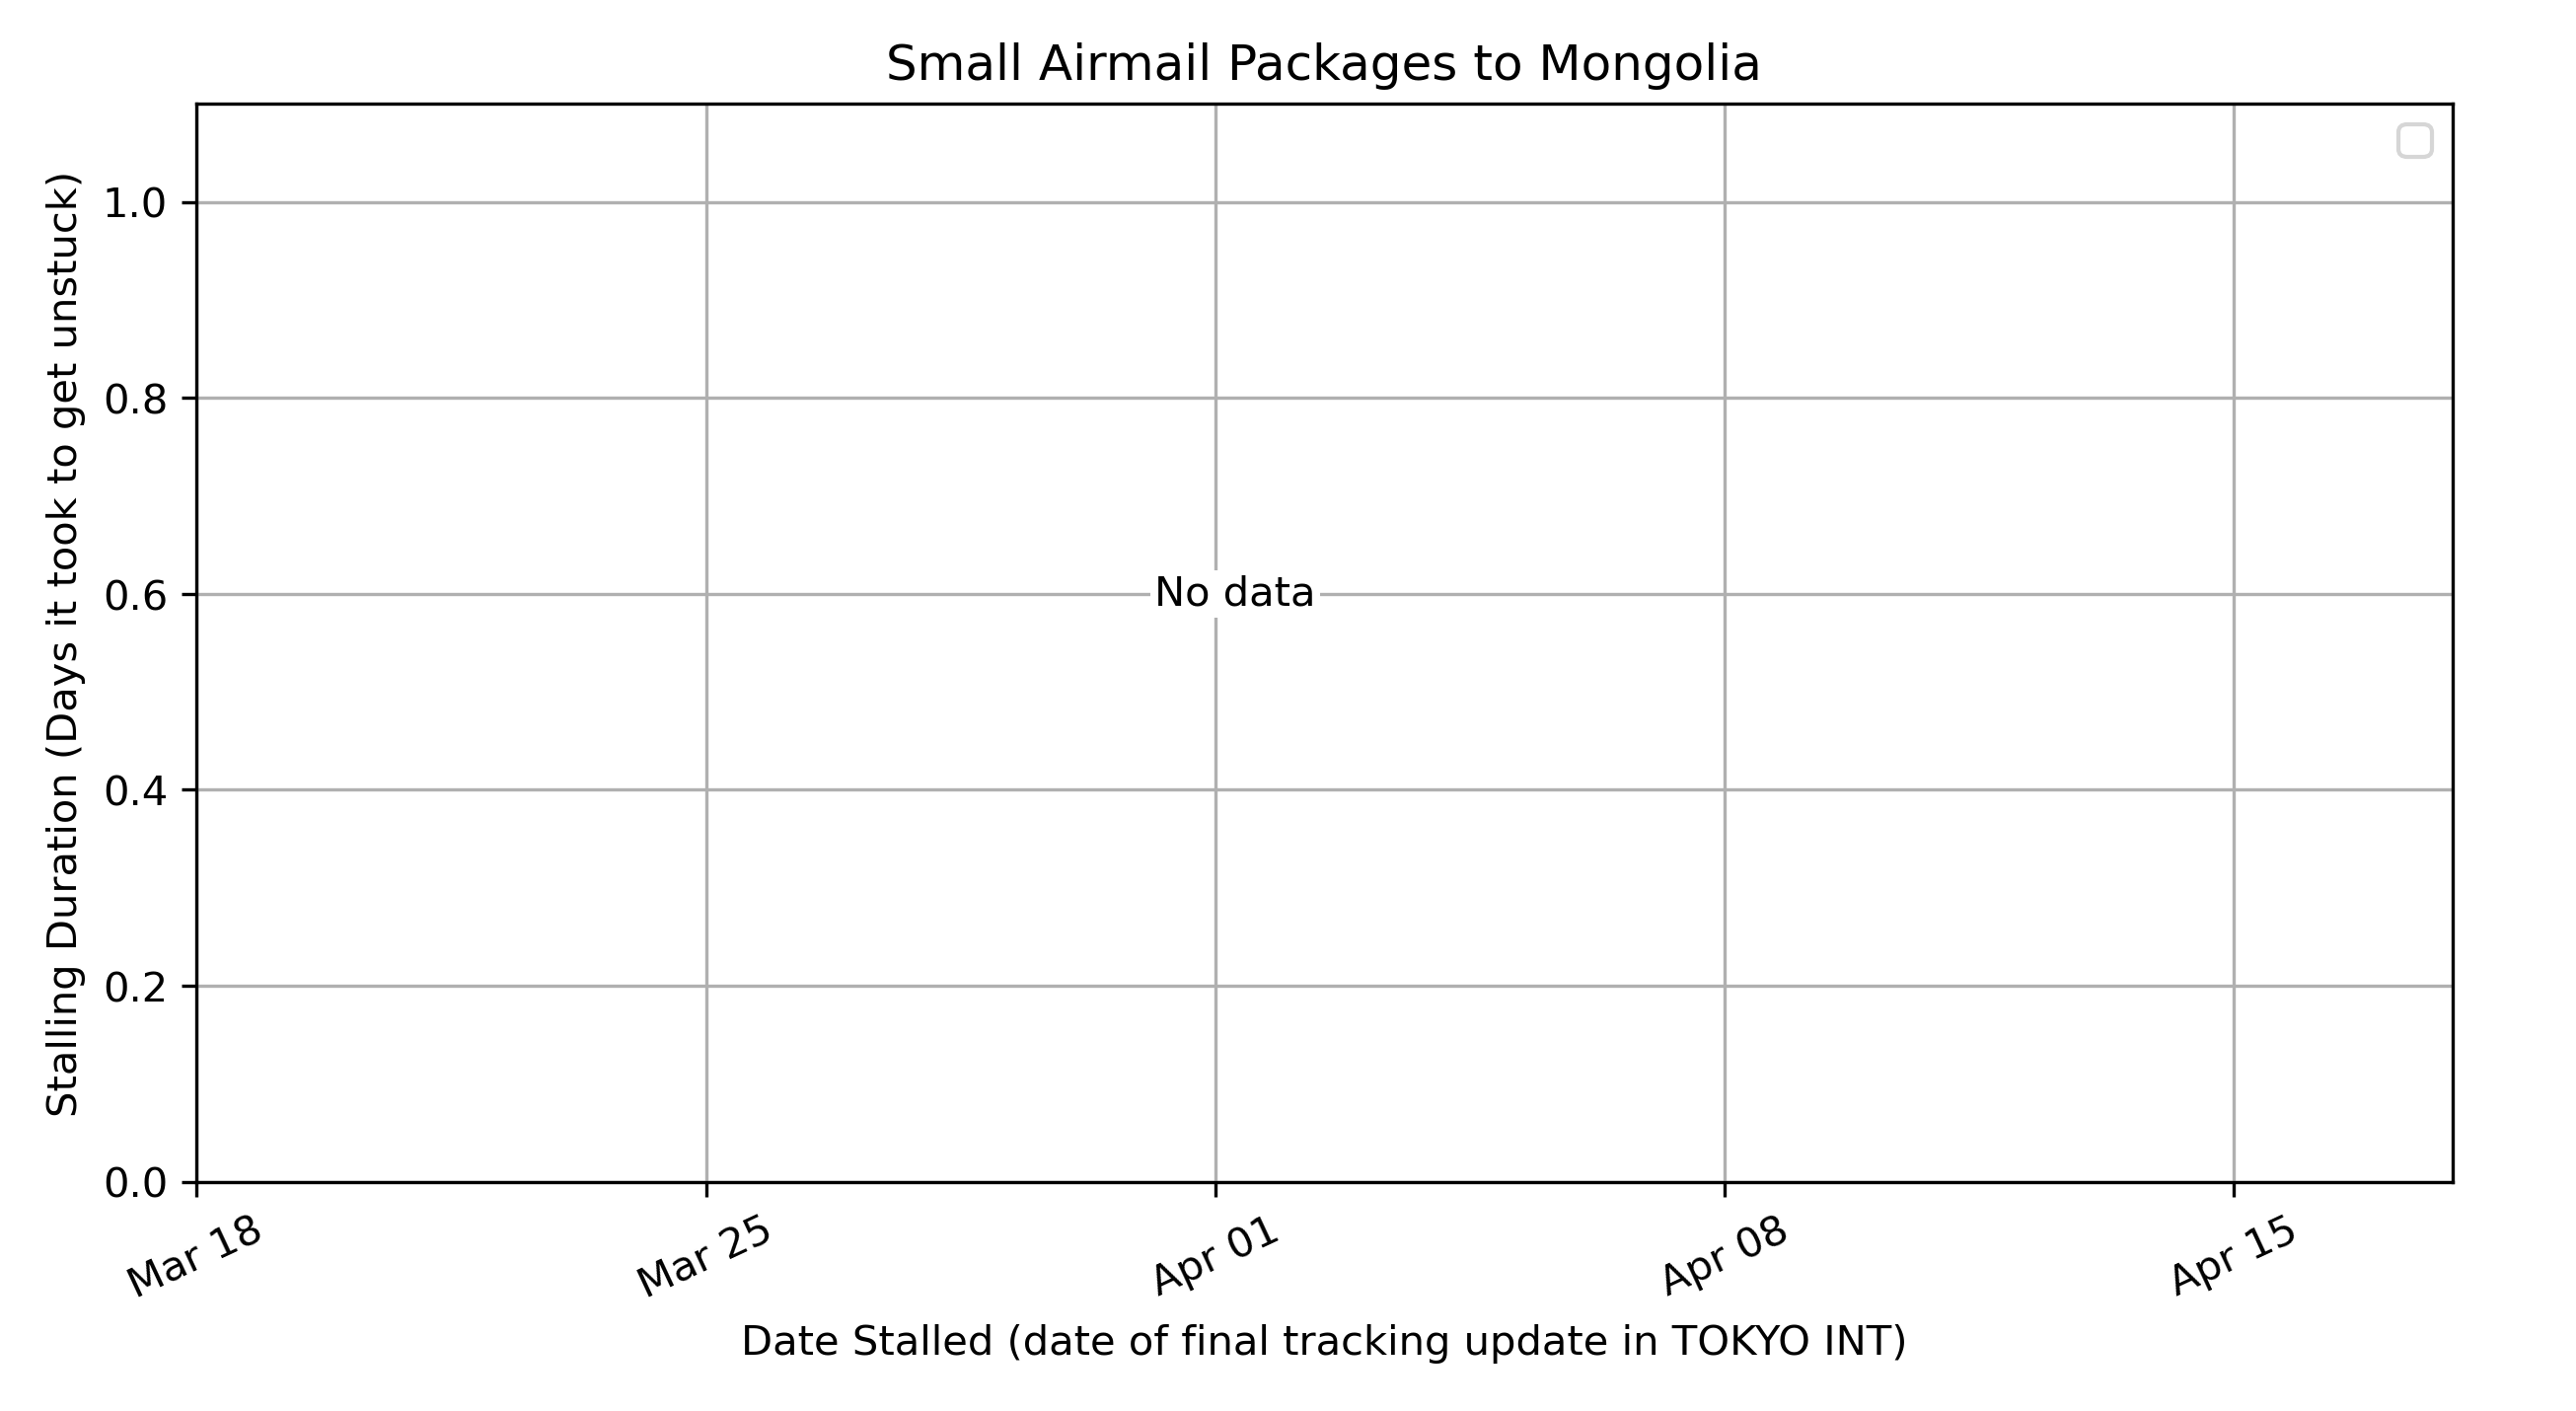 Small Airmail Packages to Mongolia
Stalling Duration (Days it took to get unstuck)
1.0
0.8
0.6
0.4
0.2
0.0
No data
Mar 18
Mar 25
Apr 01
Apr 08
Apr 15
Date Stalled (date of final tracking update in TOKYO INT)